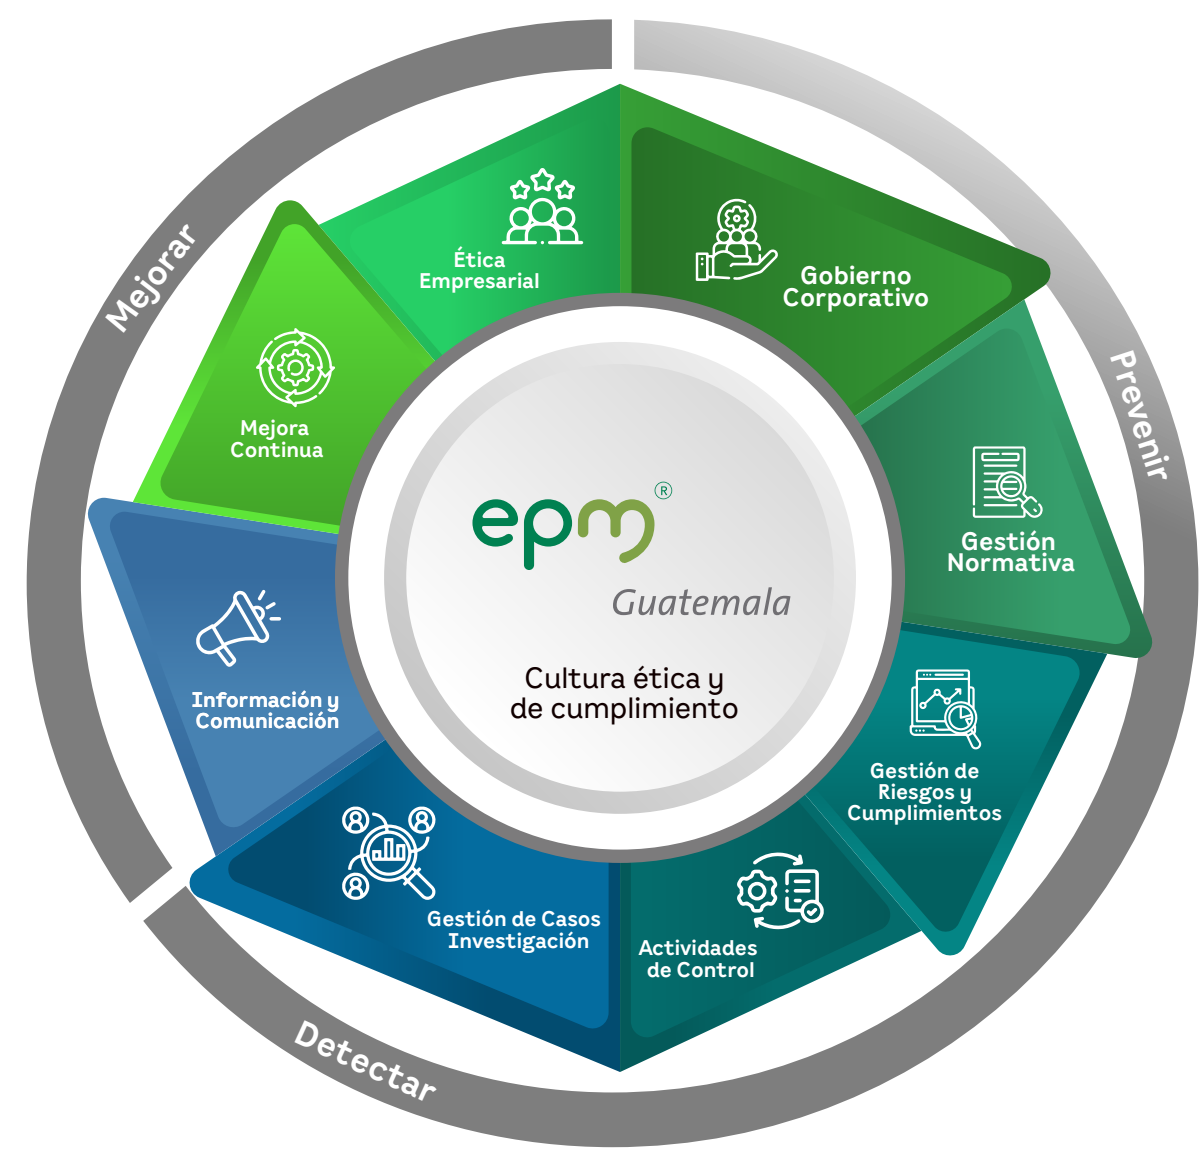 Mejorar
Prevenir
Detectar
Ética
Empresarial
Gobierno
Corporativo
Gestión
Normativa
Gestión de
Riesgos y
Cumplimientos
Actividades
de Control
Gestión de Casos
Investigación
Información y
Comunicación
Mejora
Continua
epm®
Guatemala
Cultura ética y
de cumplimiento